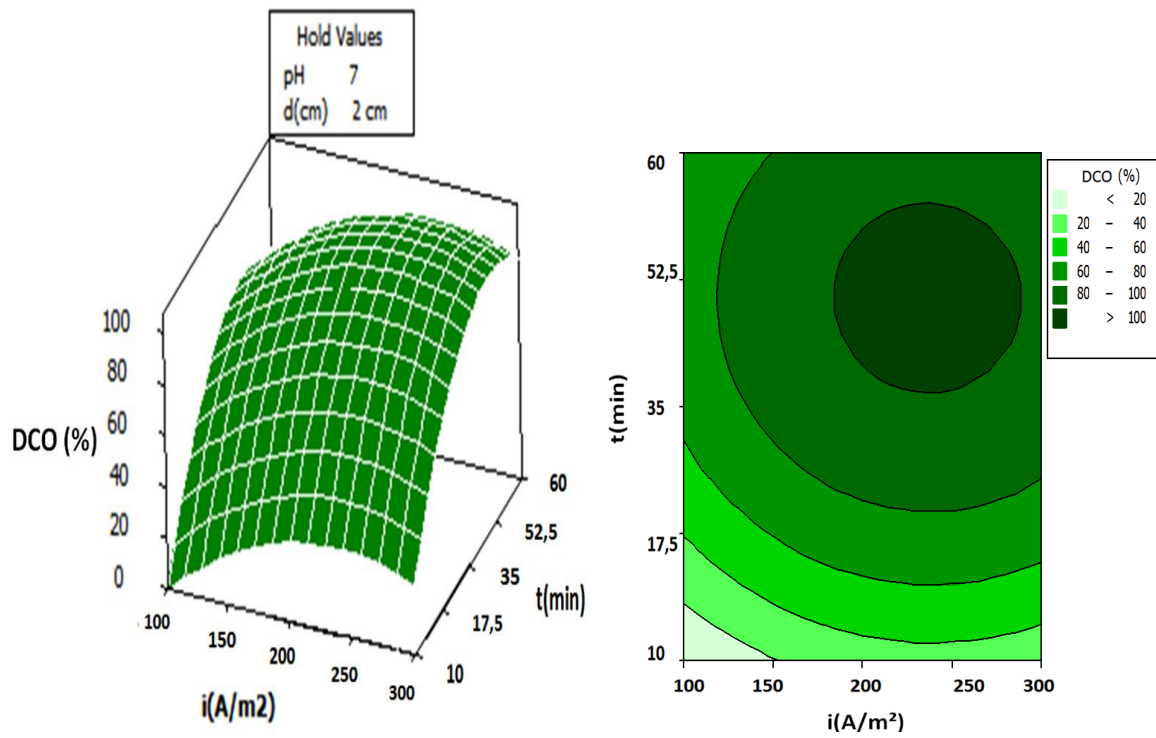 Hold Values
pH 7
d(cm) 2 cm
100
80
60
40
20
0
DCO (%)
100
150
200
250
300
i(A/m2)
10
17,5
35
52,5
60
t(min)
60
52,5
35
17,5
10
t(min)
100
150
200
250
300
i(A/m²)
DCO (%)
< 20
20 – 40
40 – 60
60 – 80
80 – 100
> 100